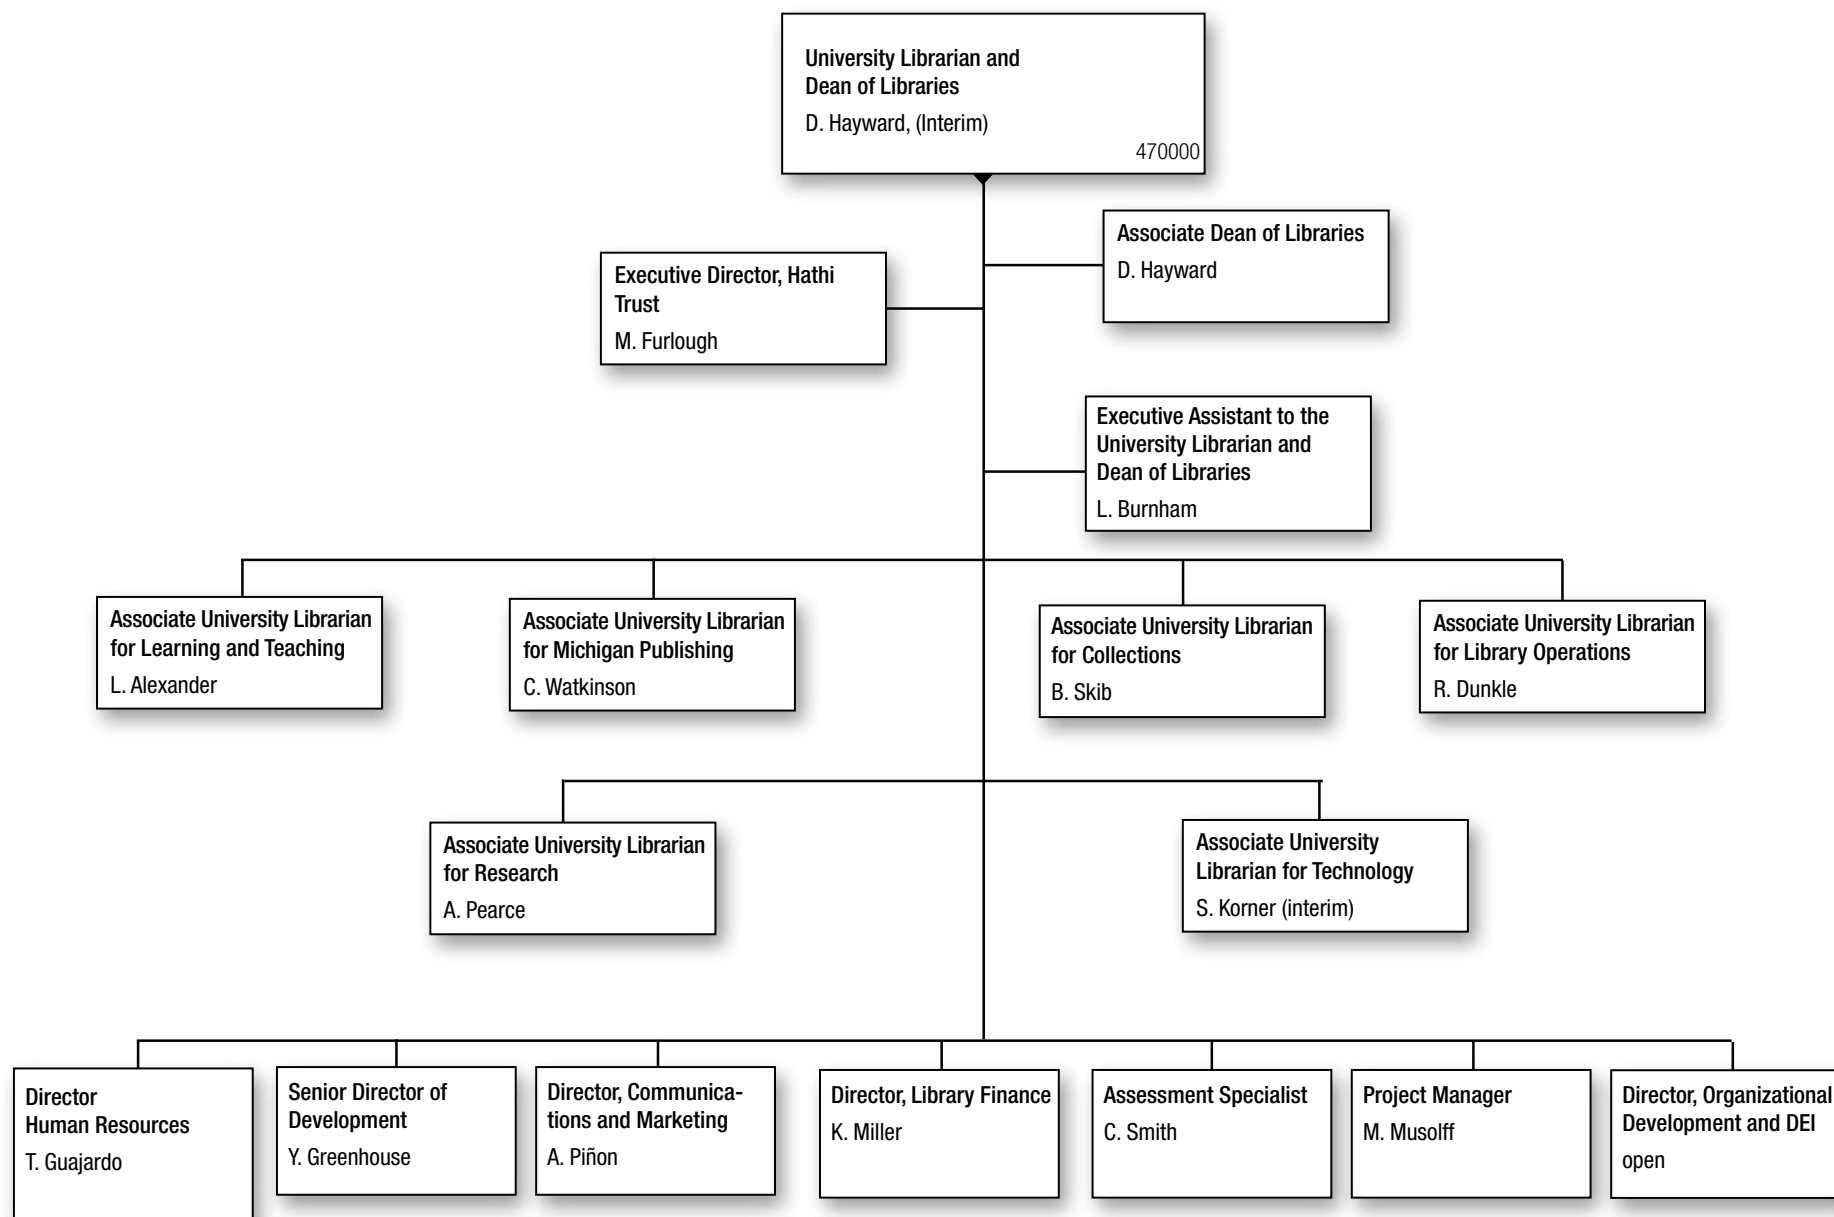 University Librarian and
Dean of Libraries
D. Hayward, (Interim)
470000
Associate Dean of Libraries
D. Hayward
Executive Director, Hathi
Trust
M. Furlough
Executive Assistant to the
University Librarian and
Dean of Libraries
L. Burnham
Associate University Librarian
for Learning and Teaching
L. Alexander
Associate University Librarian
for Michigan Publishing
C. Watkinson
Associate University Librarian
for Collections
B. Skib
Associate University Librarian
for Library Operations
R. Dunkle
Associate University Librarian
for Research
A. Pearce
Associate University
Librarian for Technology
S. Korner (interim)
Director
Human Resources
T. Guajardo
Senior Director of
Development
Y. Greenhouse
Director, Communica-
tions and Marketing
A. Piñon
Director, Library Finance
K. Miller
Assessment Specialist
C. Smith
Project Manager
M. Musolff
Director, Organizational
Development and DEI
open